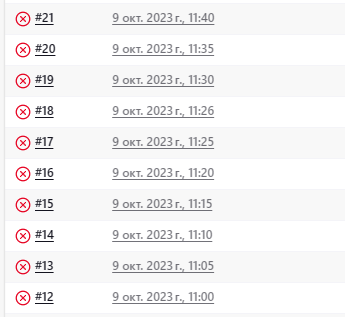 #21 9 окт. 2023 г., 11:40
#20 9 окт. 2023 г., 11:35
#19 9 окт. 2023 г., 11:30
#18 9 окт. 2023 г., 11:26
#17 9 окт. 2023 г., 11:25
#16 9 окт. 2023 г., 11:20
#15 9 окт. 2023 г., 11:15
#14 9 окт. 2023 г., 11:10
#13 9 окт. 2023 г., 11:05
#12 9 окт. 2023 г., 11:00